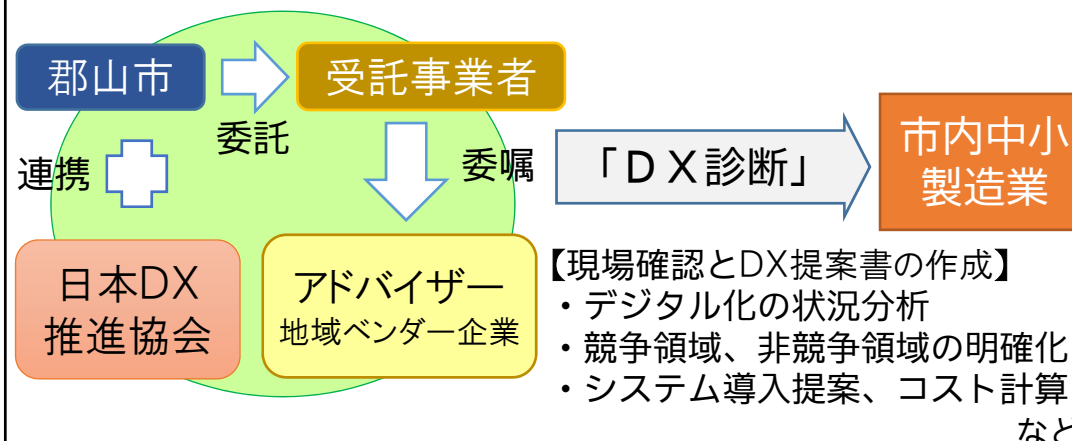 郡山市
受託事業者
委託
連携
委嘱
「ＤＸ診断」
市内中小
製造業
日本DX
推進協会
アドバイザー
地域ベンダー企業
【現場確認とDX提案書の作成】
・デジタル化の状況分析
・競争領域、非競争領域の明確化
・システム導入提案、コスト計算
など